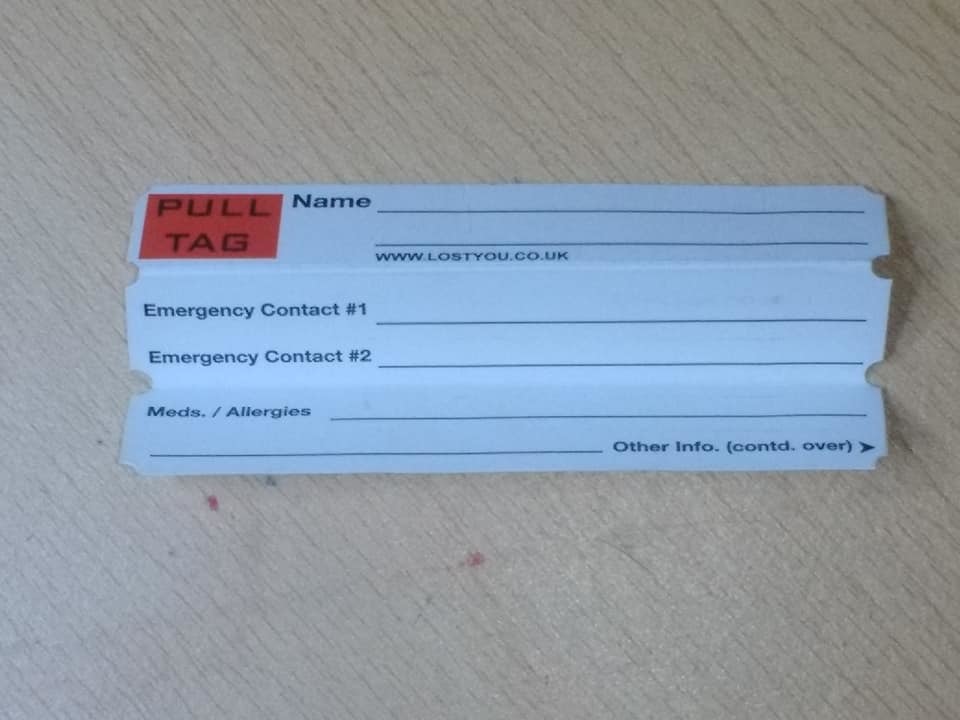 PULL
TAG
Name
WWW.LOSTYOU.CO.UK
Emergency Contact #1
Emergency Contact #2
Meds. / Allergies
Other Info. (contd. over) ➤